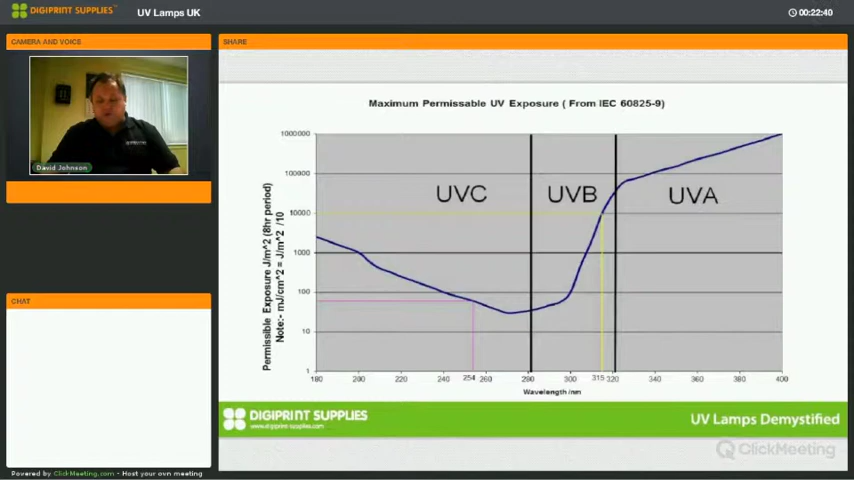 DIGIPRINT SUPPLIES
UV Lamps UK
00:22:40
CAMERA AND VOICE
SHARE
David Johnson
CHAT
Maximum Permissable UV Exposure ( From IEC 60825-9)
Permissible Exposure J/m^2 (8hr period)
Note:- mJ/cm^2 = J/m^2 /10
1000000
100000
10000
1000
100
10
1
UVC
UVB
UVA
180
200
220
240
254
260
280
300
315
320
340
360
380
400
Wavelength /nm
DIGIPRINT SUPPLIES
www.digiprint-supplies.com
UV Lamps Demystified
ClickMeeting
Powered by ClickMeeting.com - Host your own meeting